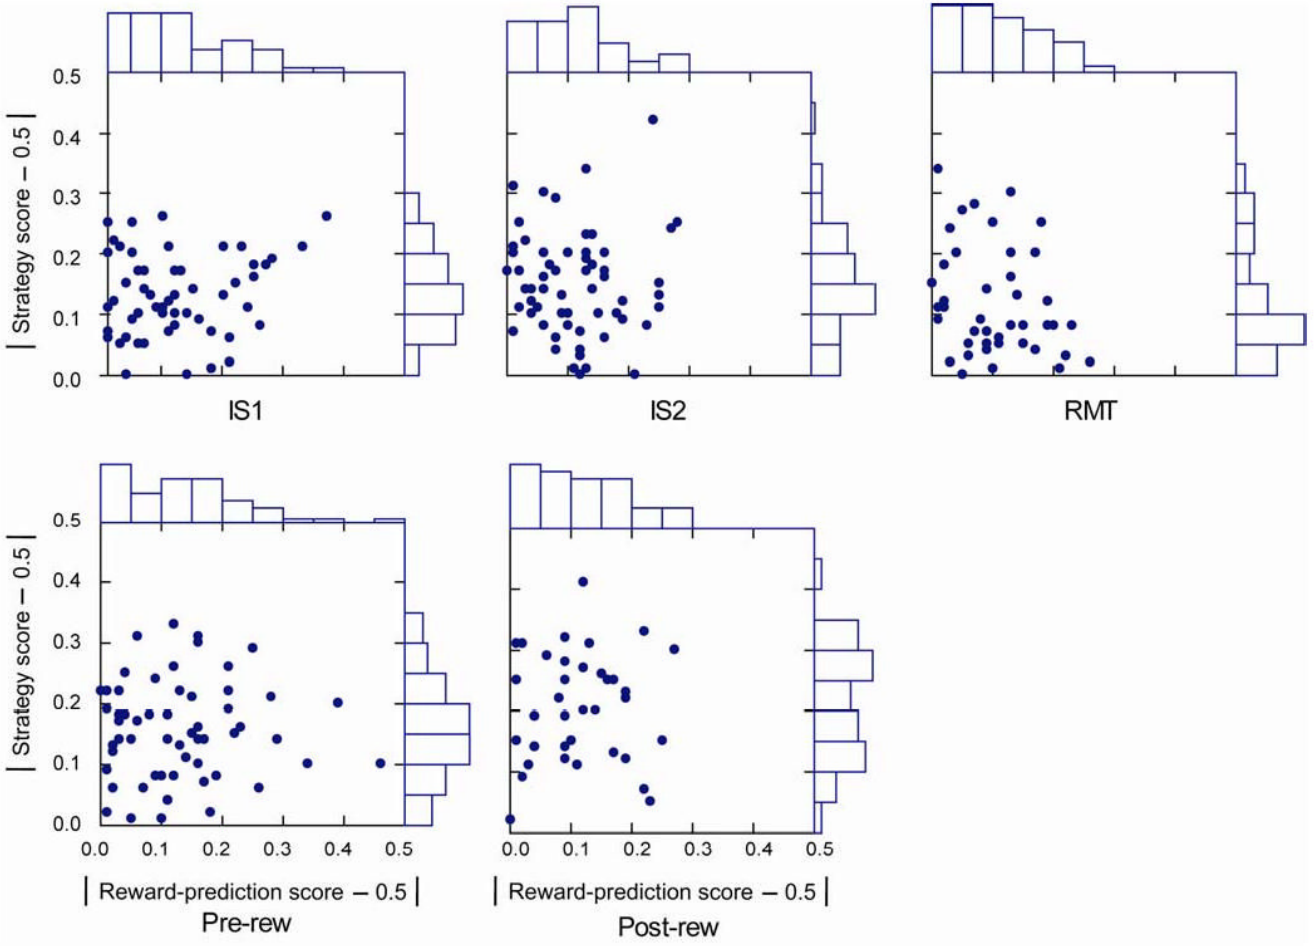 | Strategy score – 0.5 |
0.5
0.4
0.3
0.2
0.1
0.0
IS1
IS2
RMT
| Strategy score – 0.5 |
0.5
0.4
0.3
0.2
0.1
0.0
0.0 0.1 0.2 0.3 0.4 0.5
0.0 0.1 0.2 0.3 0.4 0.5
| Reward-prediction score – 0.5 |
| Reward-prediction score – 0.5 |
Pre-rew
Post-rew